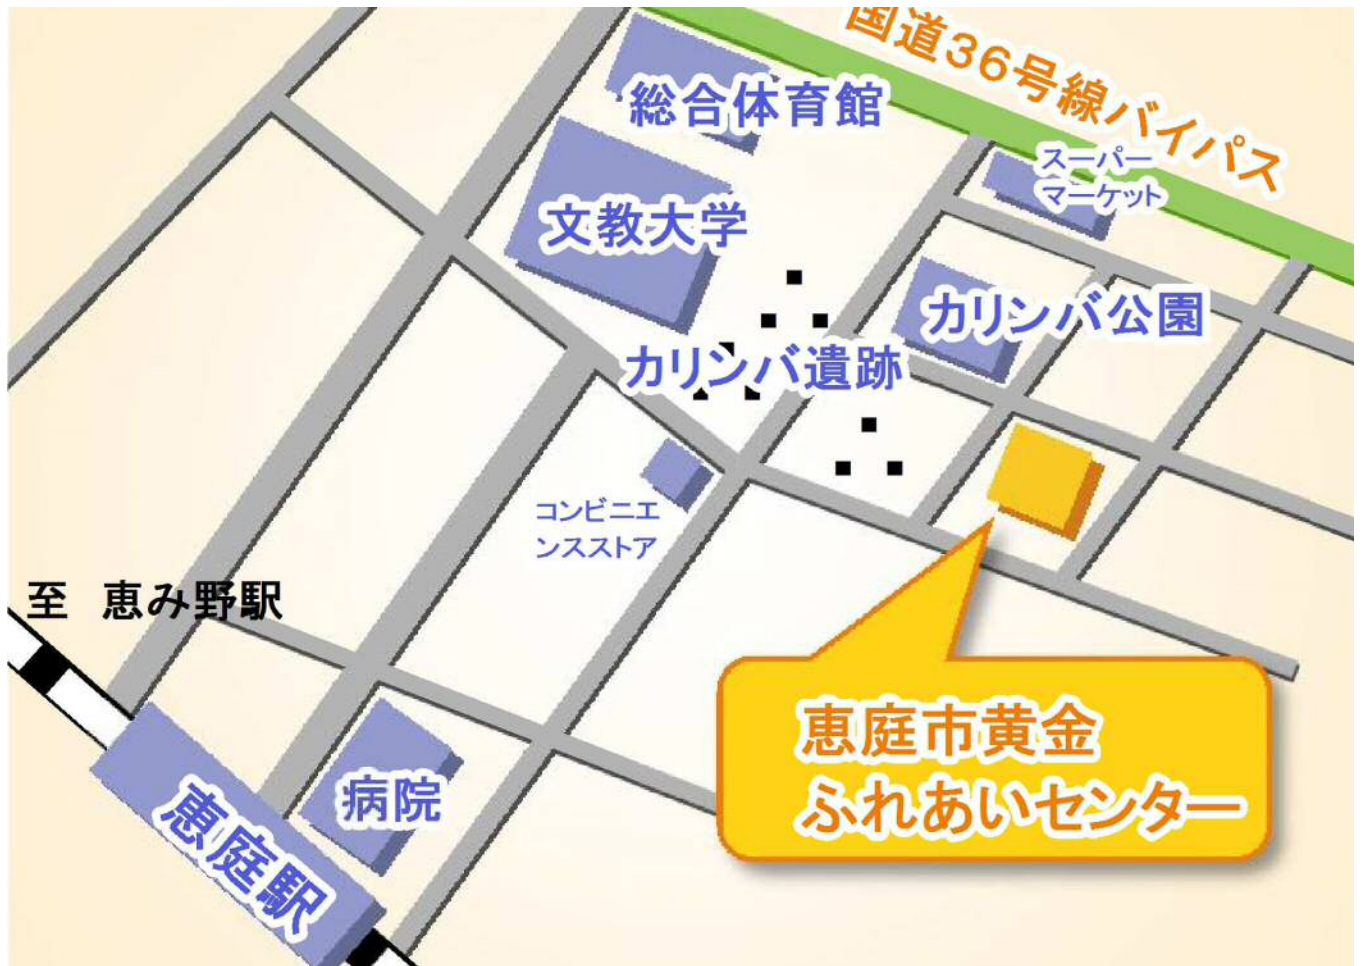 国道36号線バイパス
総合体育館
スーパー
マーケット
文教大学
カリンバ公園
カリンバ遺跡
コンビニエ
ンスストア
至　恵み野駅
恵庭市黄金
ふれあいセンター
病院
恵庭駅